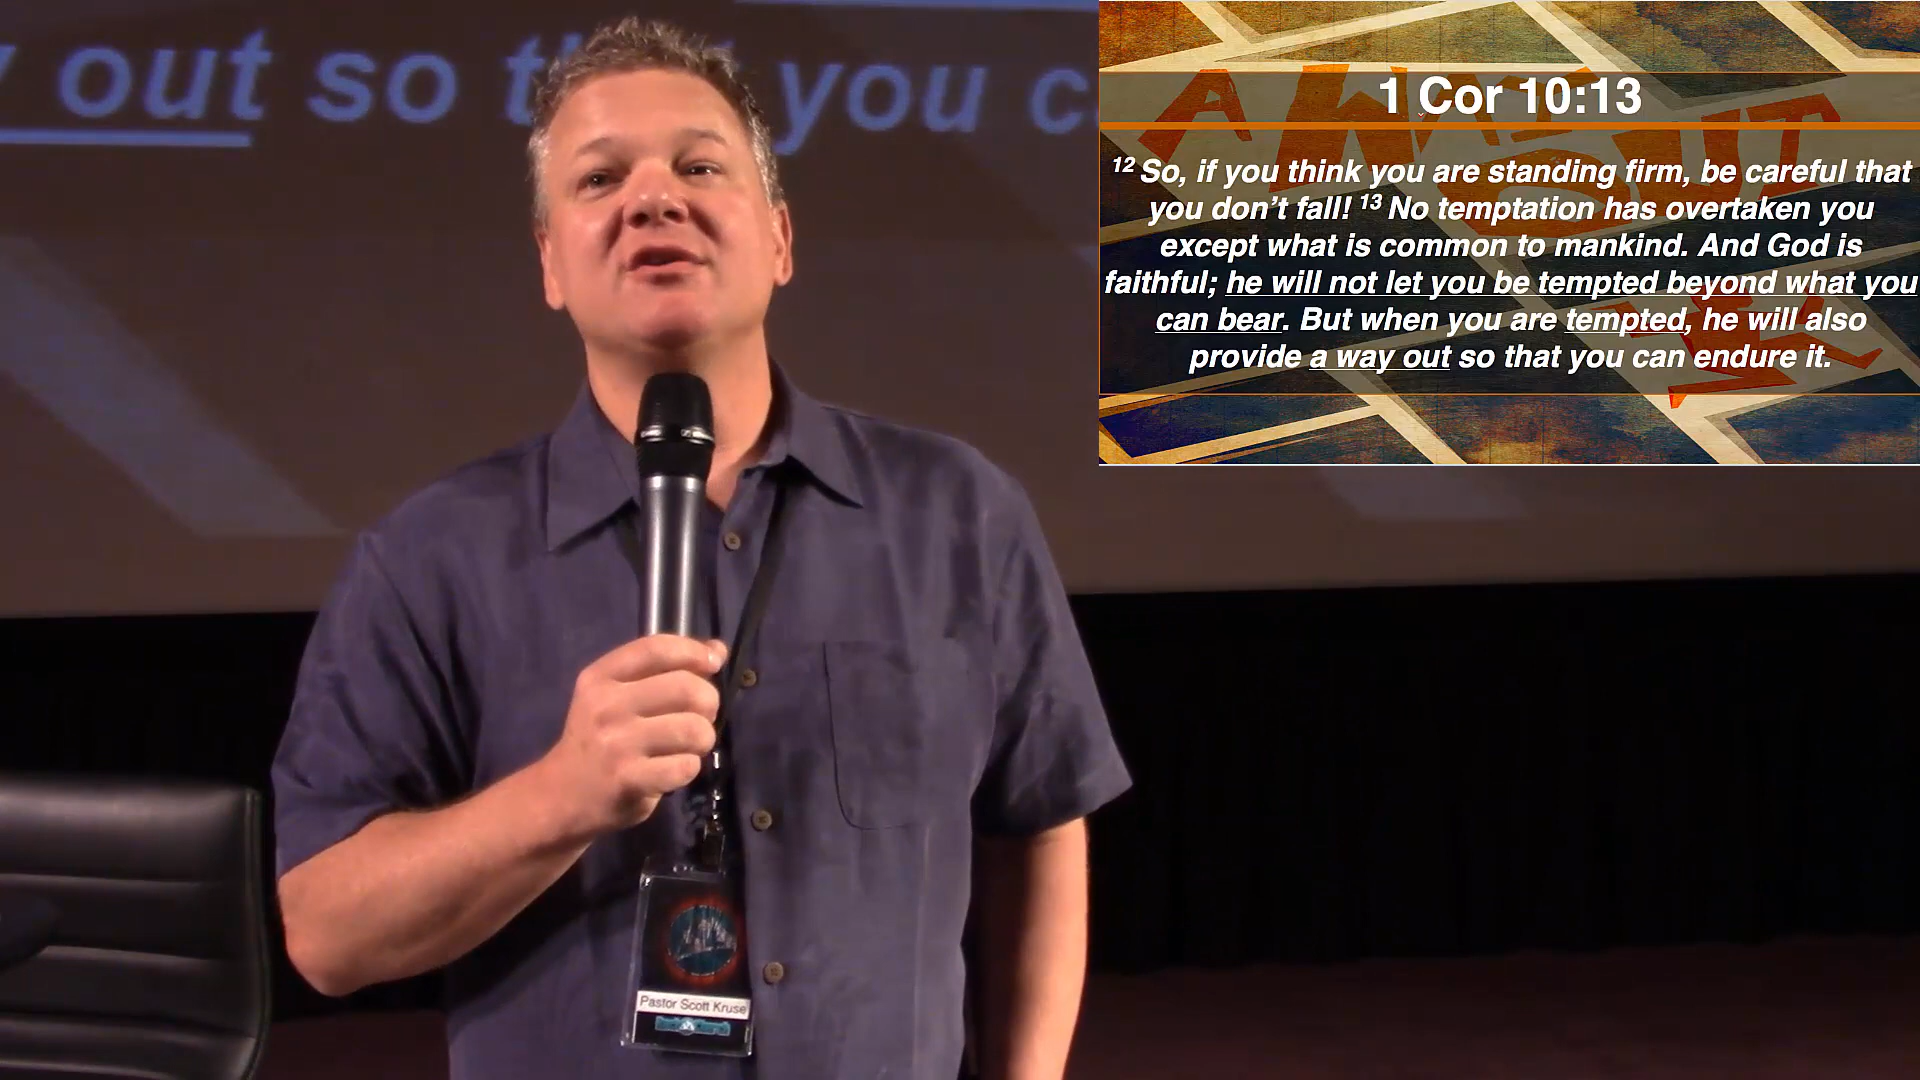 out so you
1 Cor 10:13
12 So, if you think you are standing firm, be careful that
you don't fall! 13 No temptation has overtaken you
except what is common to mankind. And God is
faithful; he will not let you be tempted beyond what you
can bear. But when you are tempted, he will also
provide a way out so that you can endure it.
A WAY
OUT
Pastor Scott Kruse